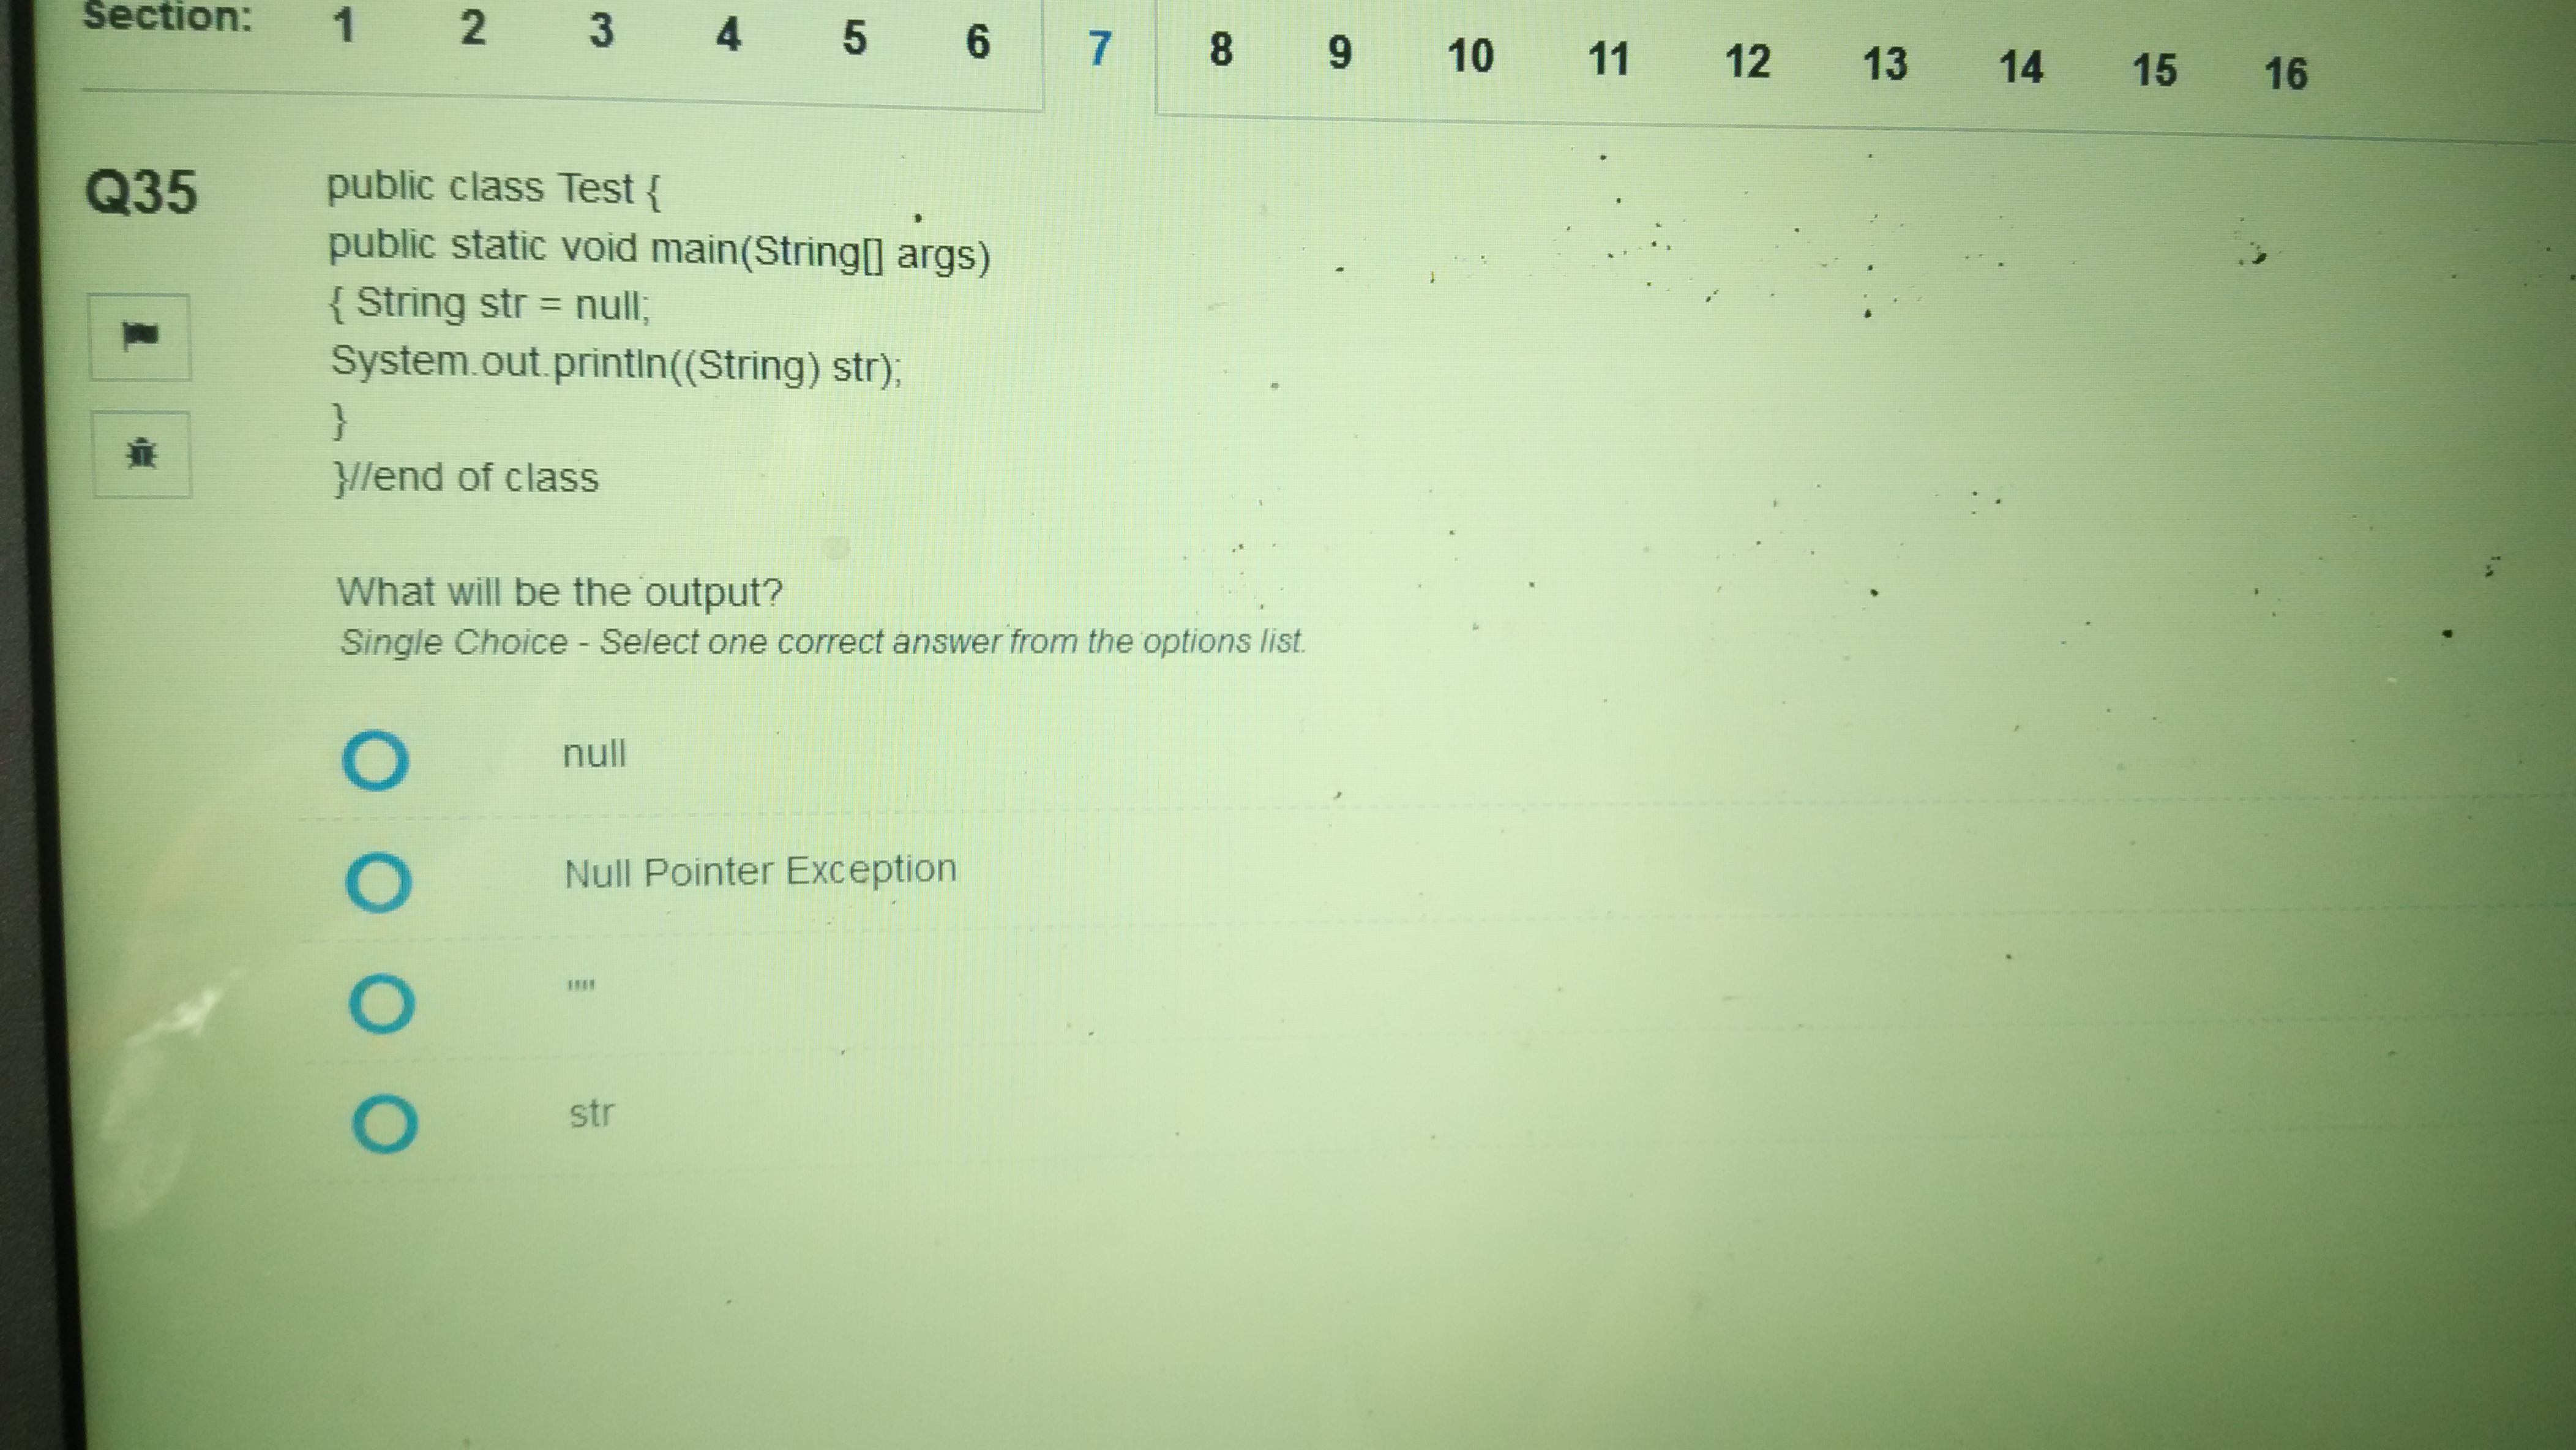 Section: 1 2 3 4 5 6 7 8 9 10 11 12 13 14 15 16
Q35
public class Test {
public static void main(String[] args)
{ String str = null;
System.out.println((String) str);
}
}//end of class
What will be the output?
Single Choice - Select one correct answer from the options list.
null
Null Pointer Exception
""
str